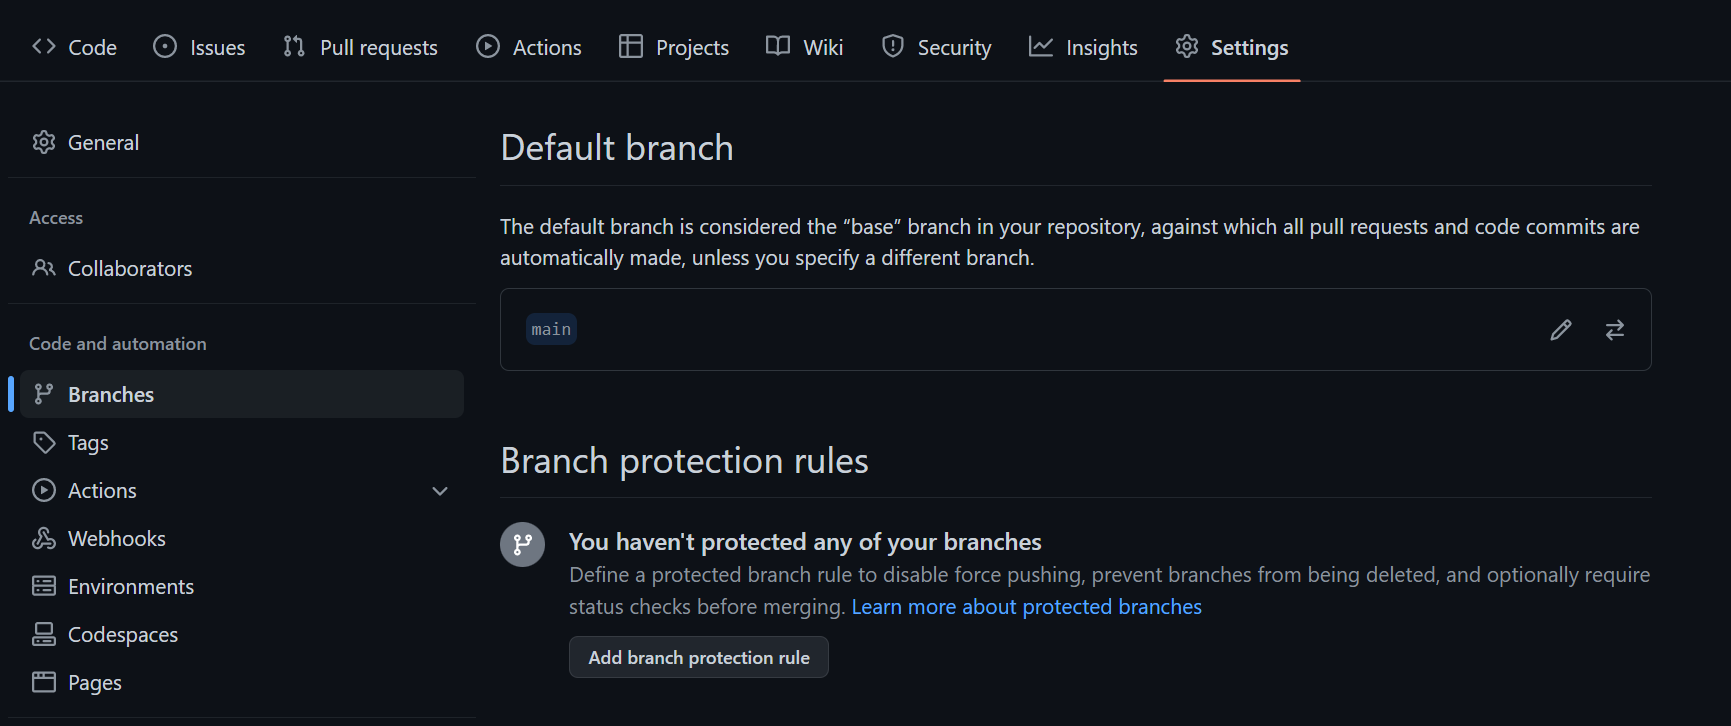 Code Issues Pull requests Actions Projects Wiki Security Insights Settings
General
Access
Collaborators
Code and automation
Branches
Tags
Actions
Webhooks
Environments
Codespaces
Pages
Default branch
The default branch is considered the “base” branch in your repository, against which all pull requests and code commits are
automatically made, unless you specify a different branch.
main
Branch protection rules
You haven't protected any of your branches
Define a protected branch rule to disable force pushing, prevent branches from being deleted, and optionally require
status checks before merging. Learn more about protected branches
Add branch protection rule